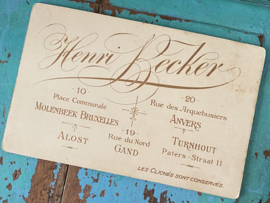 Henri Becker
10
Place Communale
MOLENBEEK-BRUXELLES
20
Rue des Arquebusiers
ANVERS
ALOST
19
Rue du Nord
GAND
TURNHOUT
Paters-Straat 11
LES CLICHÉS SONT CONSERVÉS.